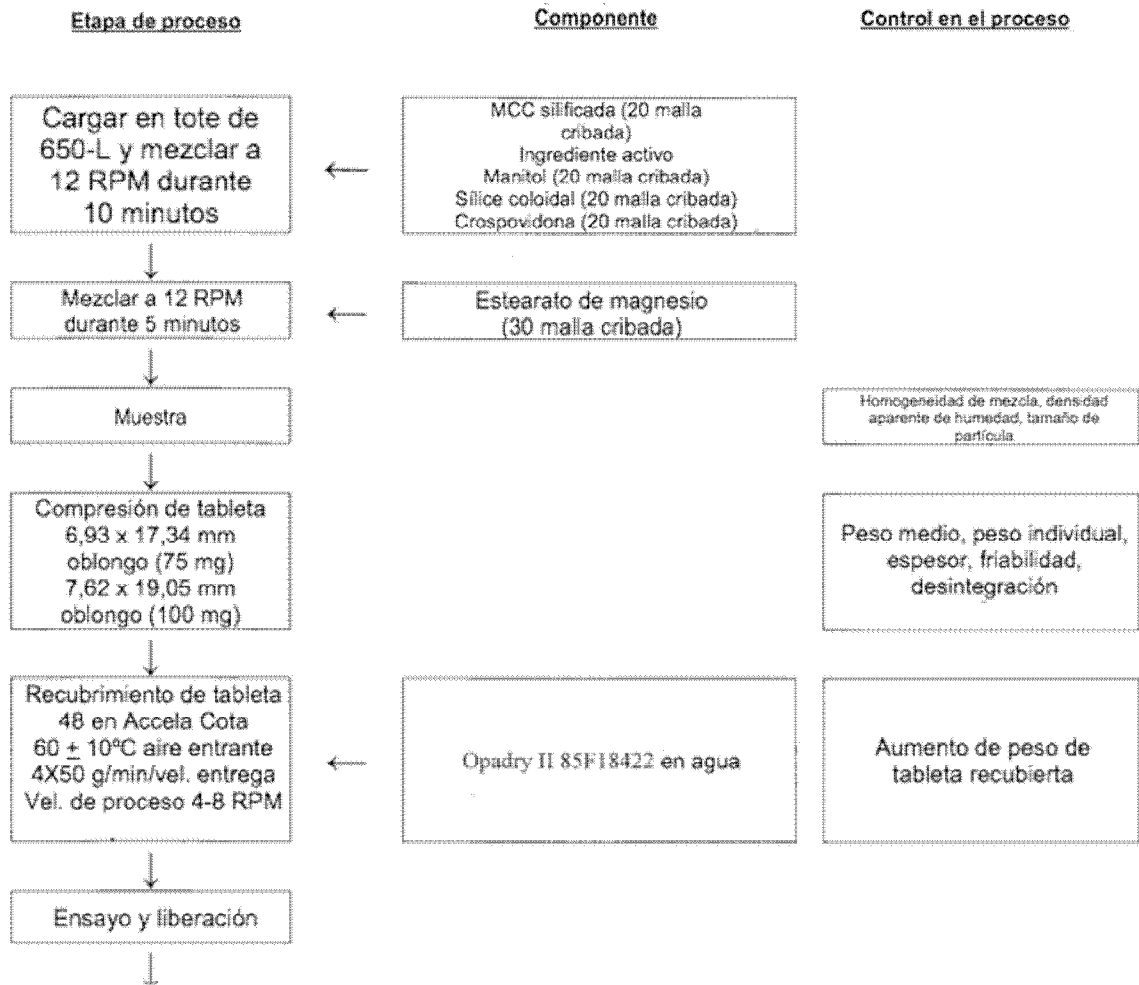 Etapa de proceso
Componente
Control en el proceso
Cargar en tote de
650-L y mezclar a
12 RPM durante
10 minutos
MCC silificada (20 malla
cribada)
Ingrediente activo
Manitol (20 malla cribada)
Sílice coloidal (20 malla cribada)
Crospovidona (20 malla cribada)
Mezclar a 12 RPM
durante 5 minutos
Estearato de magnesio
(30 malla cribada)
Muestra
Homogeneidad de mezcla, densidad
aparente de humedad, tamaño de
partícula
Compresión de tableta
6,93 x 17,34 mm
oblongo (75 mg)
7,62 x 19,05 mm
oblongo (100 mg)
Peso medio, peso individual,
espesor, friabilidad,
desintegración
Recubrimiento de tableta
48 en Accela Cota
60 ± 10ºC aire entrante
4X50 g/min/vel. entrega
Vel. de proceso 4-8 RPM
Opadry II 85F18422 en agua
Aumento de peso de
tableta recubierta
Ensayo y liberación